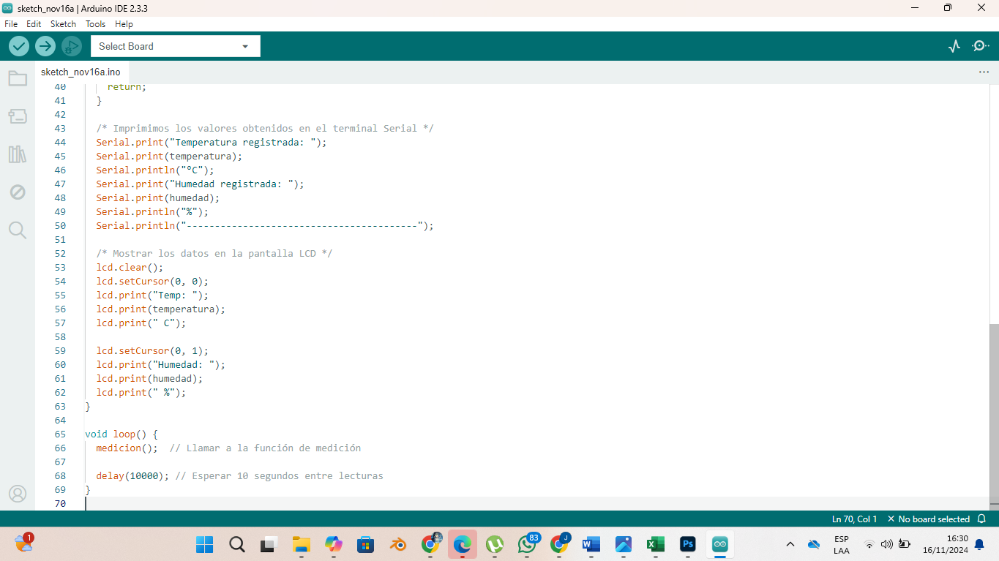 sketch_nov16a | Arduino IDE 2.3.3
File Edit Sketch Tools Help
Select Board
sketch_nov16a.ino
40 return;
41 }
42
43 /* Imprimimos los valores obtenidos en el terminal Serial */
44 Serial.print("Temperatura registrada: ");
45 Serial.print(temperatura);
46 Serial.println("°C");
47 Serial.print("Humedad registrada: ");
48 Serial.print(humedad);
49 Serial.println("%");
50 Serial.println("-----------------------------------------");
51
52 /* Mostrar los datos en la pantalla LCD */
53 lcd.clear();
54 lcd.setCursor(0, 0);
55 lcd.print("Temp: ");
56 lcd.print(temperatura);
57 lcd.print(" C");
58
59 lcd.setCursor(0, 1);
60 lcd.print("Humedad: ");
61 lcd.print(humedad);
62 lcd.print(" %");
63 }
64
65 void loop() {
66 medicion(); // Llamar a la función de medición
67
68 delay(10000); // Esperar 10 segundos entre lecturas
69 }
70
Ln 70, Col 1 × No board selected
1
83
J
W
X
Ps
ESP
LAA
16:30
16/11/2024